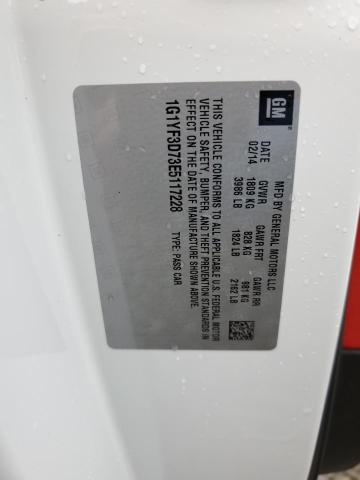 GM
MFD BY GENERAL MOTORS LLC
DATE GVWR GAWR FRT GAWR RR
02/14 1809 KG 828 KG 981 KG
3986 LB 1824 LB 2162 LB
THIS VEHICLE CONFORMS TO ALL APPLICABLE U.S. FEDERAL MOTOR
VEHICLE SAFETY, BUMPER, AND THEFT PREVENTION STANDARDS IN
EFFECT ON THE DATE OF MANUFACTURE SHOWN ABOVE.
1G1YF3D73E5117228 TYPE: PASS CAR